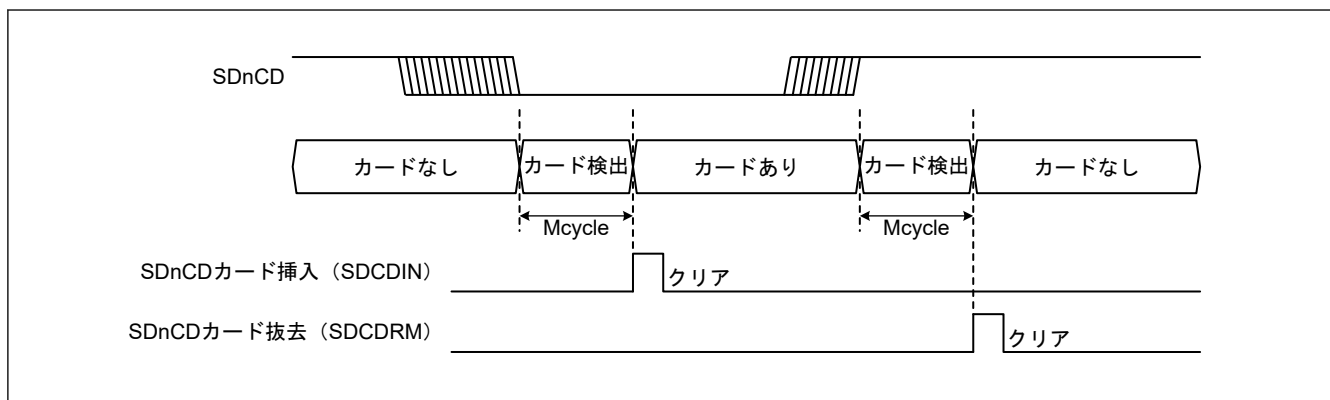 SDnCD
カードなし カード検出 カードあり カード検出 カードなし
Mcycle Mcycle
SDnCDカード挿入（SDCDIN） クリア
SDnCDカード抜去（SDCDRM） クリア